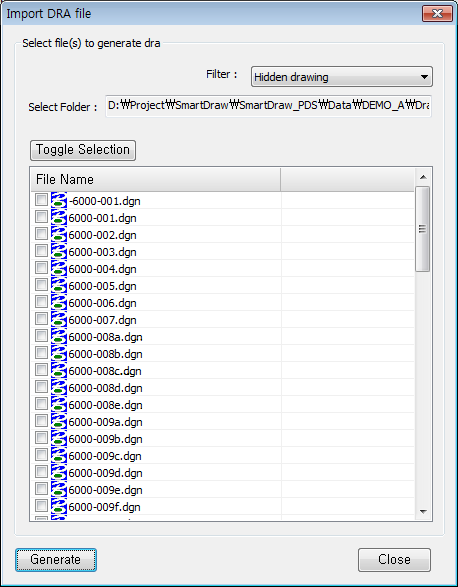 Import DRA file
Select file(s) to generate dra
Filter :
Hidden drawing
Select Folder :
D:₩Project₩SmartDraw₩SmartDraw_PDS₩Data₩DEMO_A₩Dra
Toggle Selection
File Name
-6000-001.dgn
6000-001.dgn
6000-002.dgn
6000-003.dgn
6000-004.dgn
6000-005.dgn
6000-006.dgn
6000-007.dgn
6000-008a.dgn
6000-008b.dgn
6000-008c.dgn
6000-008d.dgn
6000-008e.dgn
6000-009a.dgn
6000-009b.dgn
6000-009c.dgn
6000-009d.dgn
6000-009e.dgn
6000-009f.dgn
Generate
Close